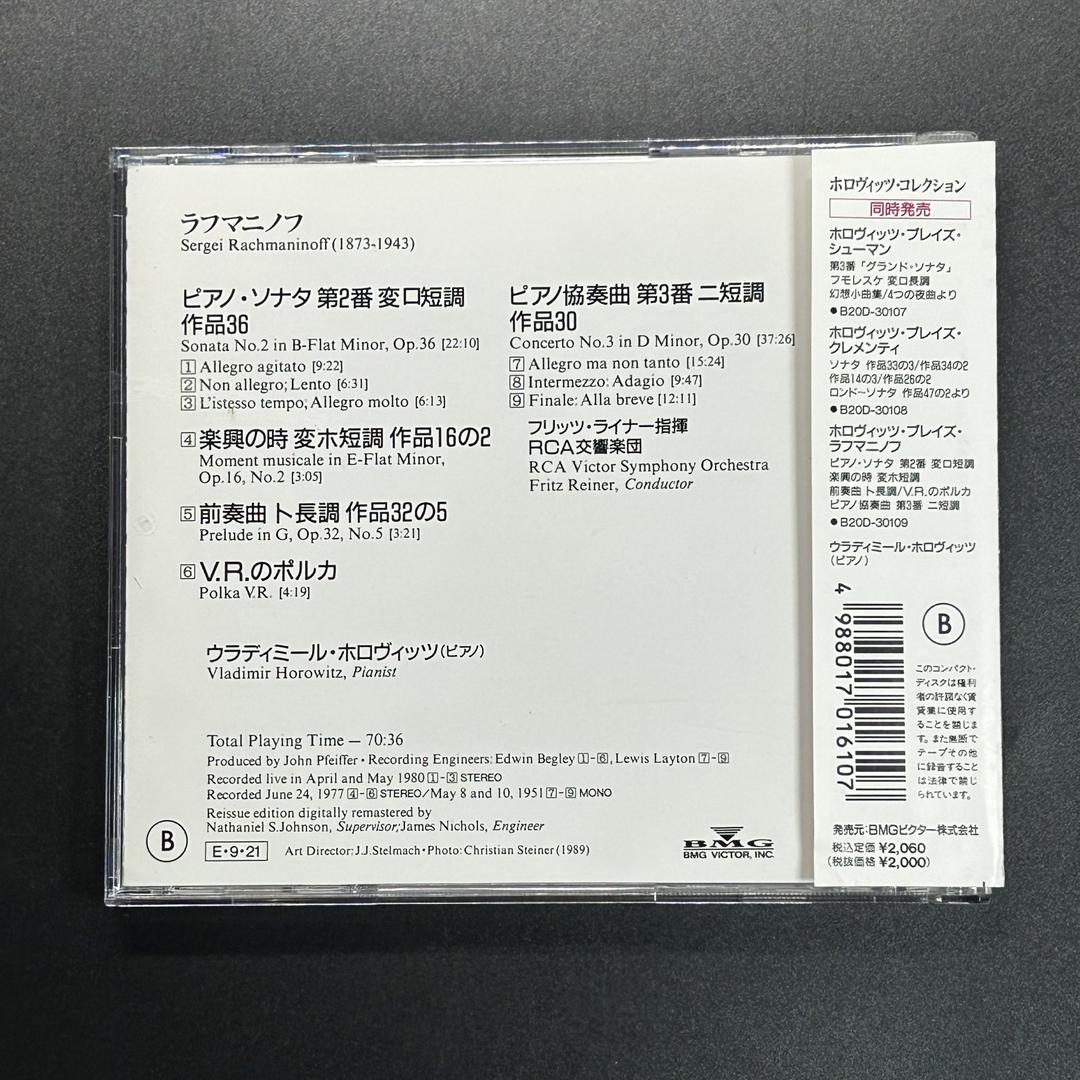 ラフマニノフ
Sergei Rachmaninoff (1873-1943)
ピアノ・ソナタ 第2番 変ロ短調
作品36
Sonata No.2 in B-Flat Minor, Op.36 [22:10]
1 Allegro agitato [9:22]
2 Non allegro; Lento [6:31]
3 L'istesso tempo; Allegro molto [6:13]
4 楽興の時 変ホ短調 作品16の2
Moment musicale in E-Flat Minor,
Op.16, No.2 [3:05]
5 前奏曲 ト長調 作品32の5
Prelude in G, Op.32, No.5 [3:21]
6 V.R.のポルカ
Polka V.R. [4:19]
ウラディミール・ホロヴィッツ(ピアノ)
Vladimir Horowitz, Pianist
ピアノ協奏曲 第3番 ニ短調
作品30
Concerto No.3 in D Minor, Op.30 [37:26]
7 Allegro ma non tanto [15:24]
8 Intermezzo: Adagio [9:47]
9 Finale: Alla breve [12:11]
フリッツ・ライナー指揮
RCA交響楽団
RCA Victor Symphony Orchestra
Fritz Reiner, Conductor
Total Playing Time — 70:36
Produced by John Pfeiffer • Recording Engineers: Edwin Begley 1-6, Lewis Layton 7-9
Recorded live in April and May 1980 1-3 STEREO
Recorded June 24, 1977 4-6 STEREO/May 8 and 10, 1951 7-9 MONO
Reissue edition digitally remastered by
Nathaniel S.Johnson, Supervisor; James Nichols, Engineer
B
E・9・21
Art Director: J.J.Stelmach • Photo: Christian Steiner (1989)
BMG
BMG VICTOR, INC.
ホロヴィッツ・コレクション
同時発売
ホロヴィッツ・プレイズ・
シューマン
第3番「グランド・ソナタ」
フモレスケ 変ロ長調
幻想小曲集/4つの夜曲より
●B20D-30107
ホロヴィッツ・プレイズ・
クレメンティ
ソナタ 作品33の3/作品34の2
作品14の3/作品26の2
ロンド〜ソナタ 作品47の2より
●B20D-30108
ホロヴィッツ・プレイズ・
ラフマニノフ
ピアノ・ソナタ 第2番 変ロ短調
楽興の時 変ホ短調
前奏曲 ト長調/V.R.のポルカ
ピアノ協奏曲 第3番 ニ短調
●B20D-30109
ウラディミール・ホロヴィッツ
(ピアノ)
4 988017 016107
B
このコンパクト・
ディスクは権利
者の許諾なく賃
貸業に使用す
ることを禁じま
す。また無断で
テープその他
に録音すること
は法律で禁じ
られています。
発売元:BMGビクター株式会社
税込定価 ¥2,060
(税抜価格 ¥2,000)